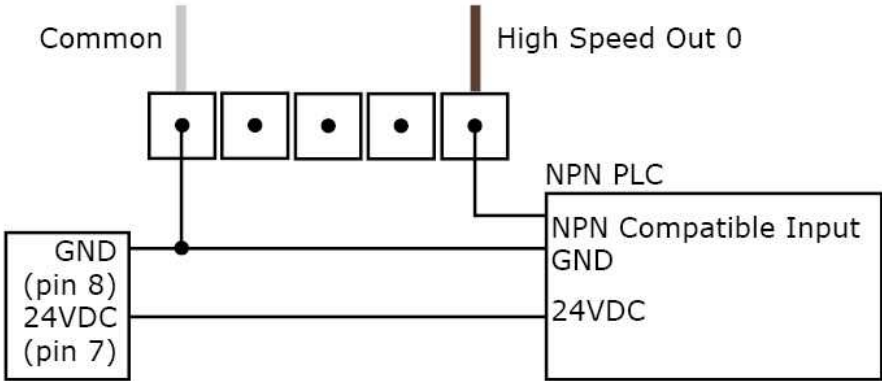 Common
High Speed Out 0
NPN PLC
NPN Compatible Input
GND
24VDC
GND
(pin 8)
24VDC
(pin 7)